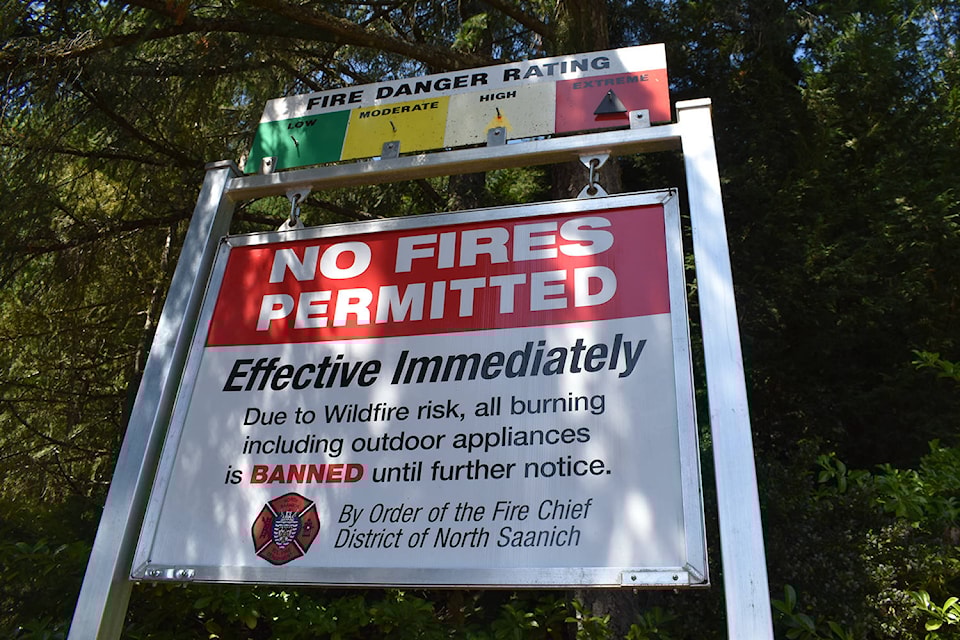 FIRE DANGER RATING
LOW MODERATE HIGH EXTREME
NO FIRES
PERMITTED
Effective Immediately
Due to Wildfire risk, all burning
including outdoor appliances
is BANNED until further notice.
By Order of the Fire Chief
District of North Saanich